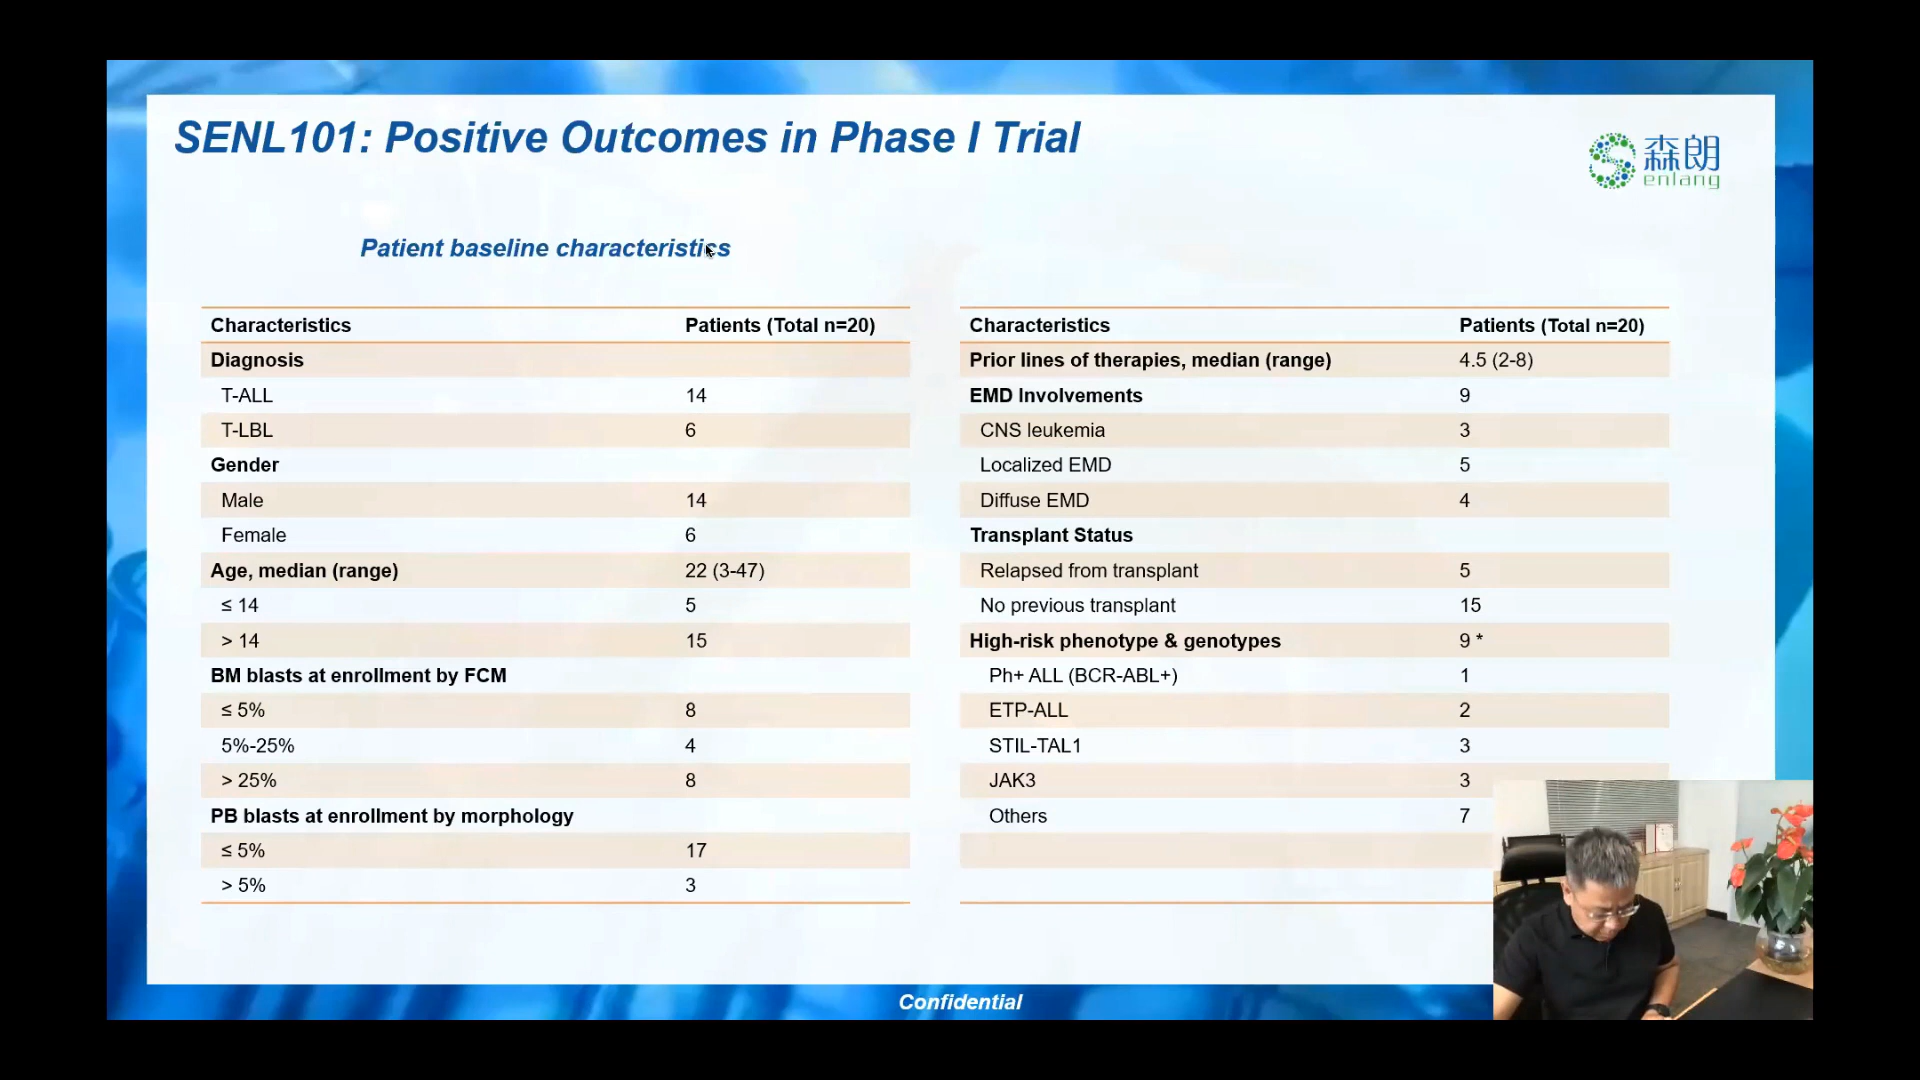 SENL101: Positive Outcomes in Phase I Trial
森朗
enlang
Patient baseline characteristics
Characteristics Patients (Total n=20)
Diagnosis
T-ALL 14
T-LBL 6
Gender
Male 14
Female 6
Age, median (range) 22 (3-47)
≤ 14 5
> 14 15
BM blasts at enrollment by FCM
≤ 5% 8
5%-25% 4
> 25% 8
PB blasts at enrollment by morphology
≤ 5% 17
> 5% 3
Characteristics Patients (Total n=20)
Prior lines of therapies, median (range) 4.5 (2-8)
EMD Involvements 9
CNS leukemia 3
Localized EMD 5
Diffuse EMD 4
Transplant Status
Relapsed from transplant 5
No previous transplant 15
High-risk phenotype & genotypes 9 *
Ph+ ALL (BCR-ABL+) 1
ETP-ALL 2
STIL-TAL1 3
JAK3 3
Others 7
Confidential